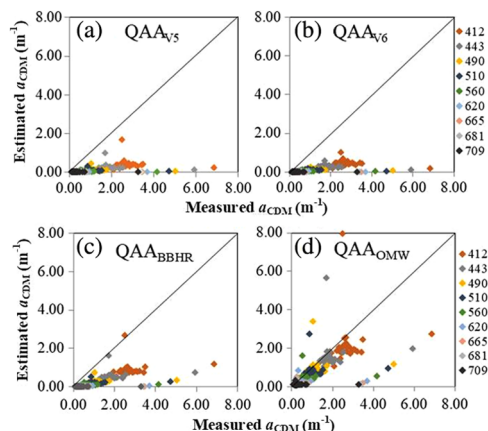 (a) QAAV5
8.00
6.00
4.00
2.00
0.00
0.00 2.00 4.00 6.00 8.00
Estimated aCDM (m-1)
Measured aCDM (m-1)
(b) QAAV6
8.00
6.00
4.00
2.00
0.00
0.00 2.00 4.00 6.00 8.00
Estimated aCDM (m-1)
412
443
490
510
560
620
665
681
709
(c) QAABBHR
8.00
6.00
4.00
2.00
0.00
0.00 2.00 4.00 6.00 8.00
Estimated aCDM (m-1)
Measured aCDM (m-1)
(d) QAAOMW
8.00
6.00
4.00
2.00
0.00
0.00 2.00 4.00 6.00 8.00
Estimated aCDM (m-1)
412
443
490
510
560
620
665
681
709